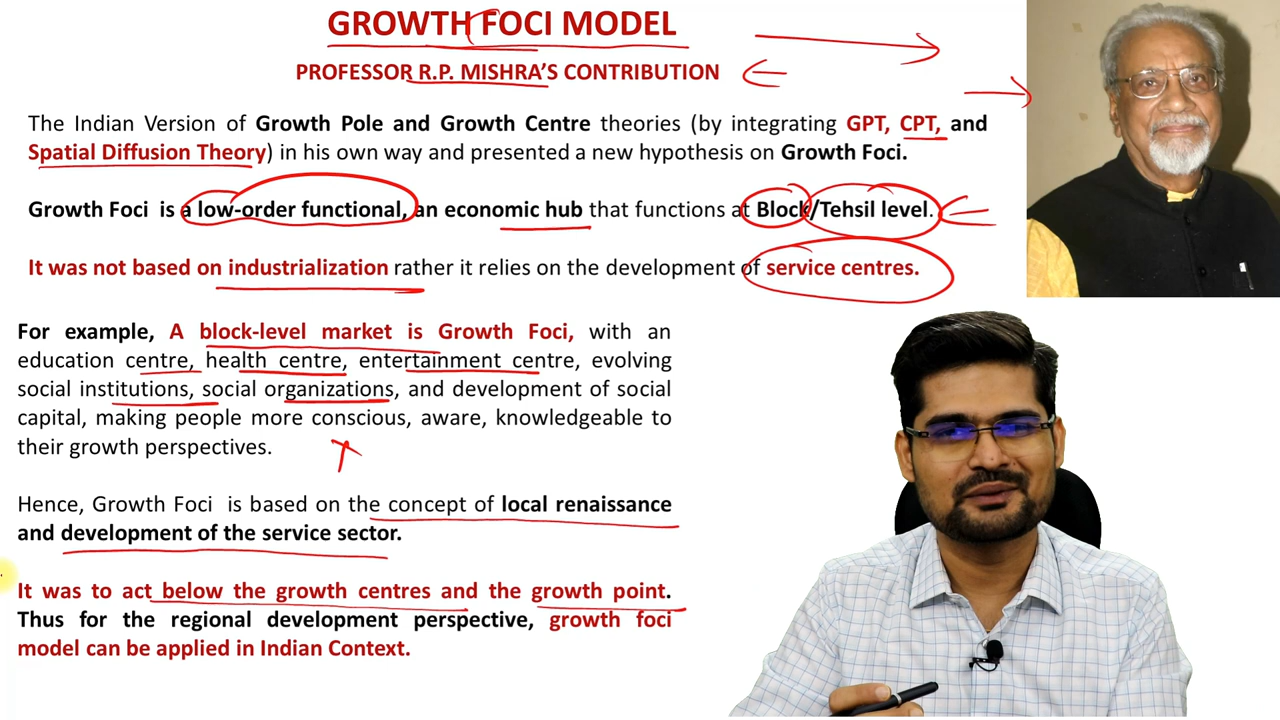 GROWTH FOCI MODEL
PROFESSOR R.P. MISHRA'S CONTRIBUTION
The Indian Version of Growth Pole and Growth Centre theories (by integrating GPT, CPT, and
Spatial Diffusion Theory) in his own way and presented a new hypothesis on Growth Foci.
Growth Foci is a low-order functional, an economic hub that functions at Block/Tehsil level.
It was not based on industrialization rather it relies on the development of service centres.
For example, A block-level market is Growth Foci, with an
education centre, health centre, entertainment centre, evolving
social institutions, social organizations, and development of social
capital, making people more conscious, aware, knowledgeable to
their growth perspectives.
Hence, Growth Foci is based on the concept of local renaissance
and development of the service sector.
It was to act below the growth centres and the growth point.
Thus for the regional development perspective, growth foci
model can be applied in Indian Context.